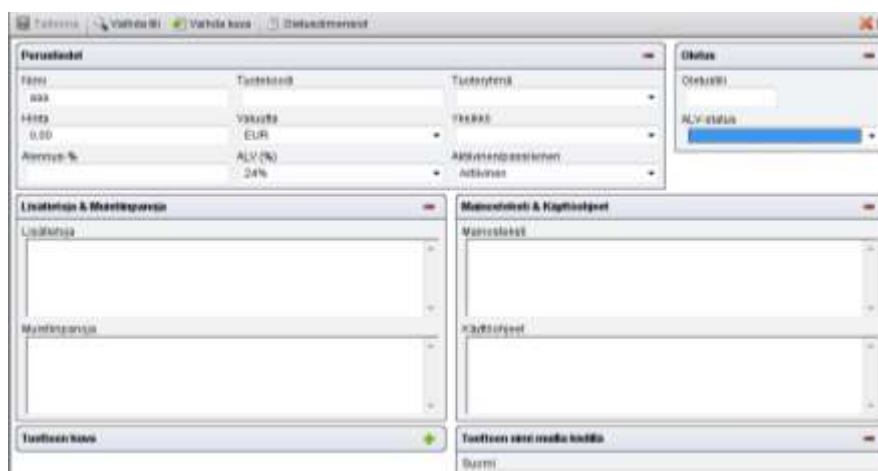 Tallenna Vaihda tili Vaihda kuva Oletusdimensiot
Perustiedot
Nimi Tuotekoodi Tuoteryhmä
aaa
Hinta Valuutta Yksikkö
0.00 EUR
Alennus-% ALV (%) Aktiivinen/passiivinen
24% Aktiivinen
Oletus
Oletustili
ALV-status
Lisätietoja & Muistiinpanoja
Lisätietoja
Muistiinpanoja
Mainosteksti & Käyttöohjeet
Mainosteksti
Käyttöohjeet
Tuotteen kuva
Tuotteen nimi muilla kielillä
Suomi